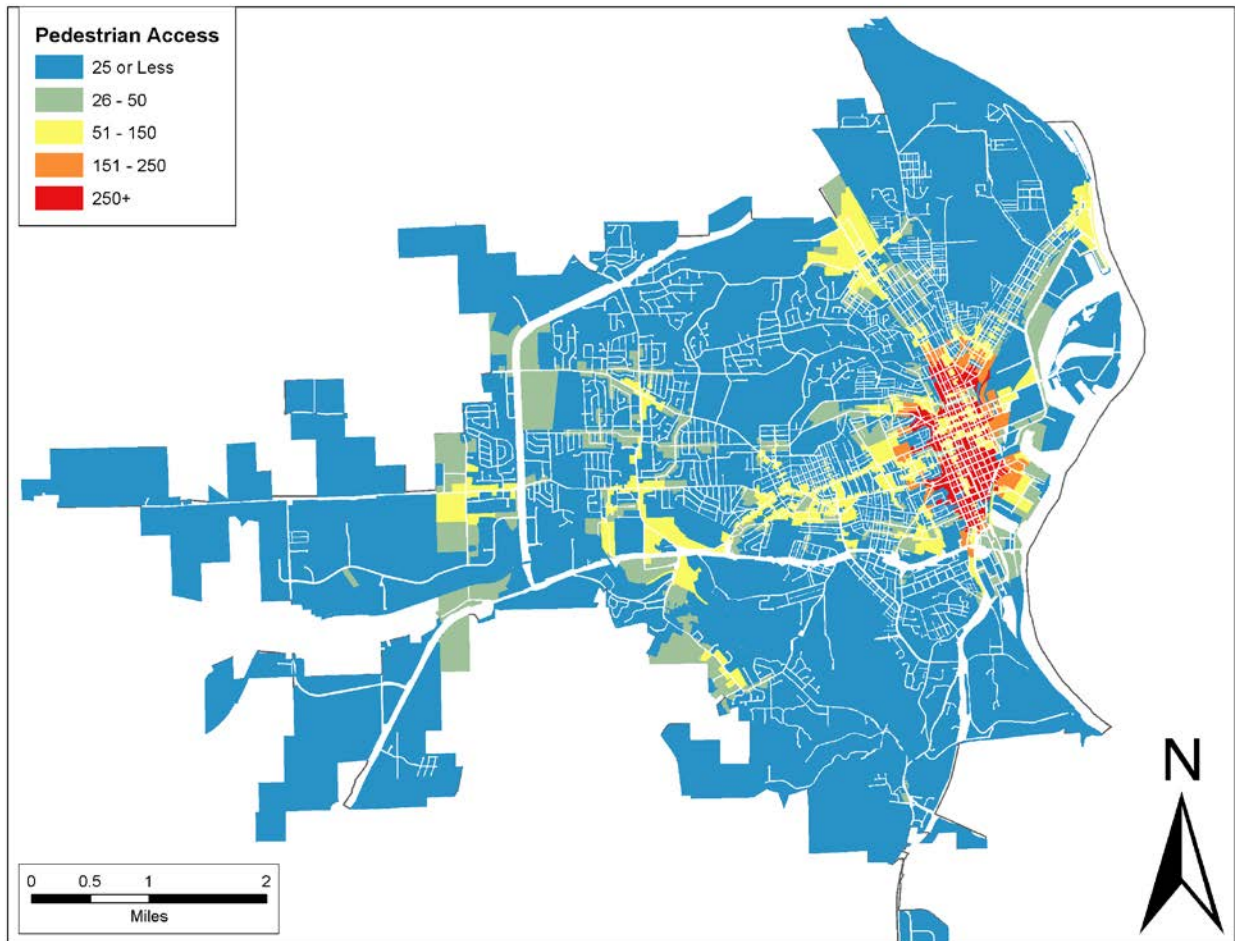 Pedestrian Access
25 or Less
26 - 50
51 - 150
151 - 250
250+
N
0 0.5 1 2
Miles